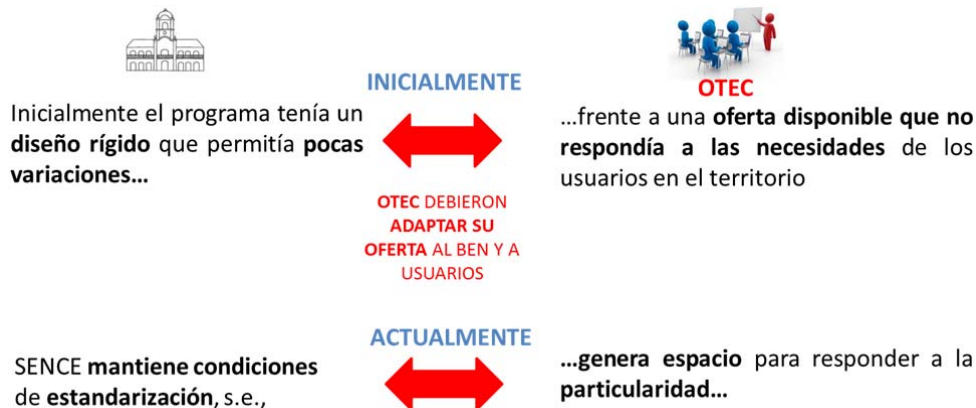 INICIALMENTE
OTEC
Inicialmente el programa tenía un
diseño rígido que permitía pocas
variaciones...
...frente a una oferta disponible que no
respondía a las necesidades de los
usuarios en el territorio
OTEC DEBIERON
ADAPTAR SU
OFERTA AL BEN Y A
USUARIOS
ACTUALMENTE
SENCE mantiene condiciones
de estandarización, s.e.,
...genera espacio para responder a la
particularidad...